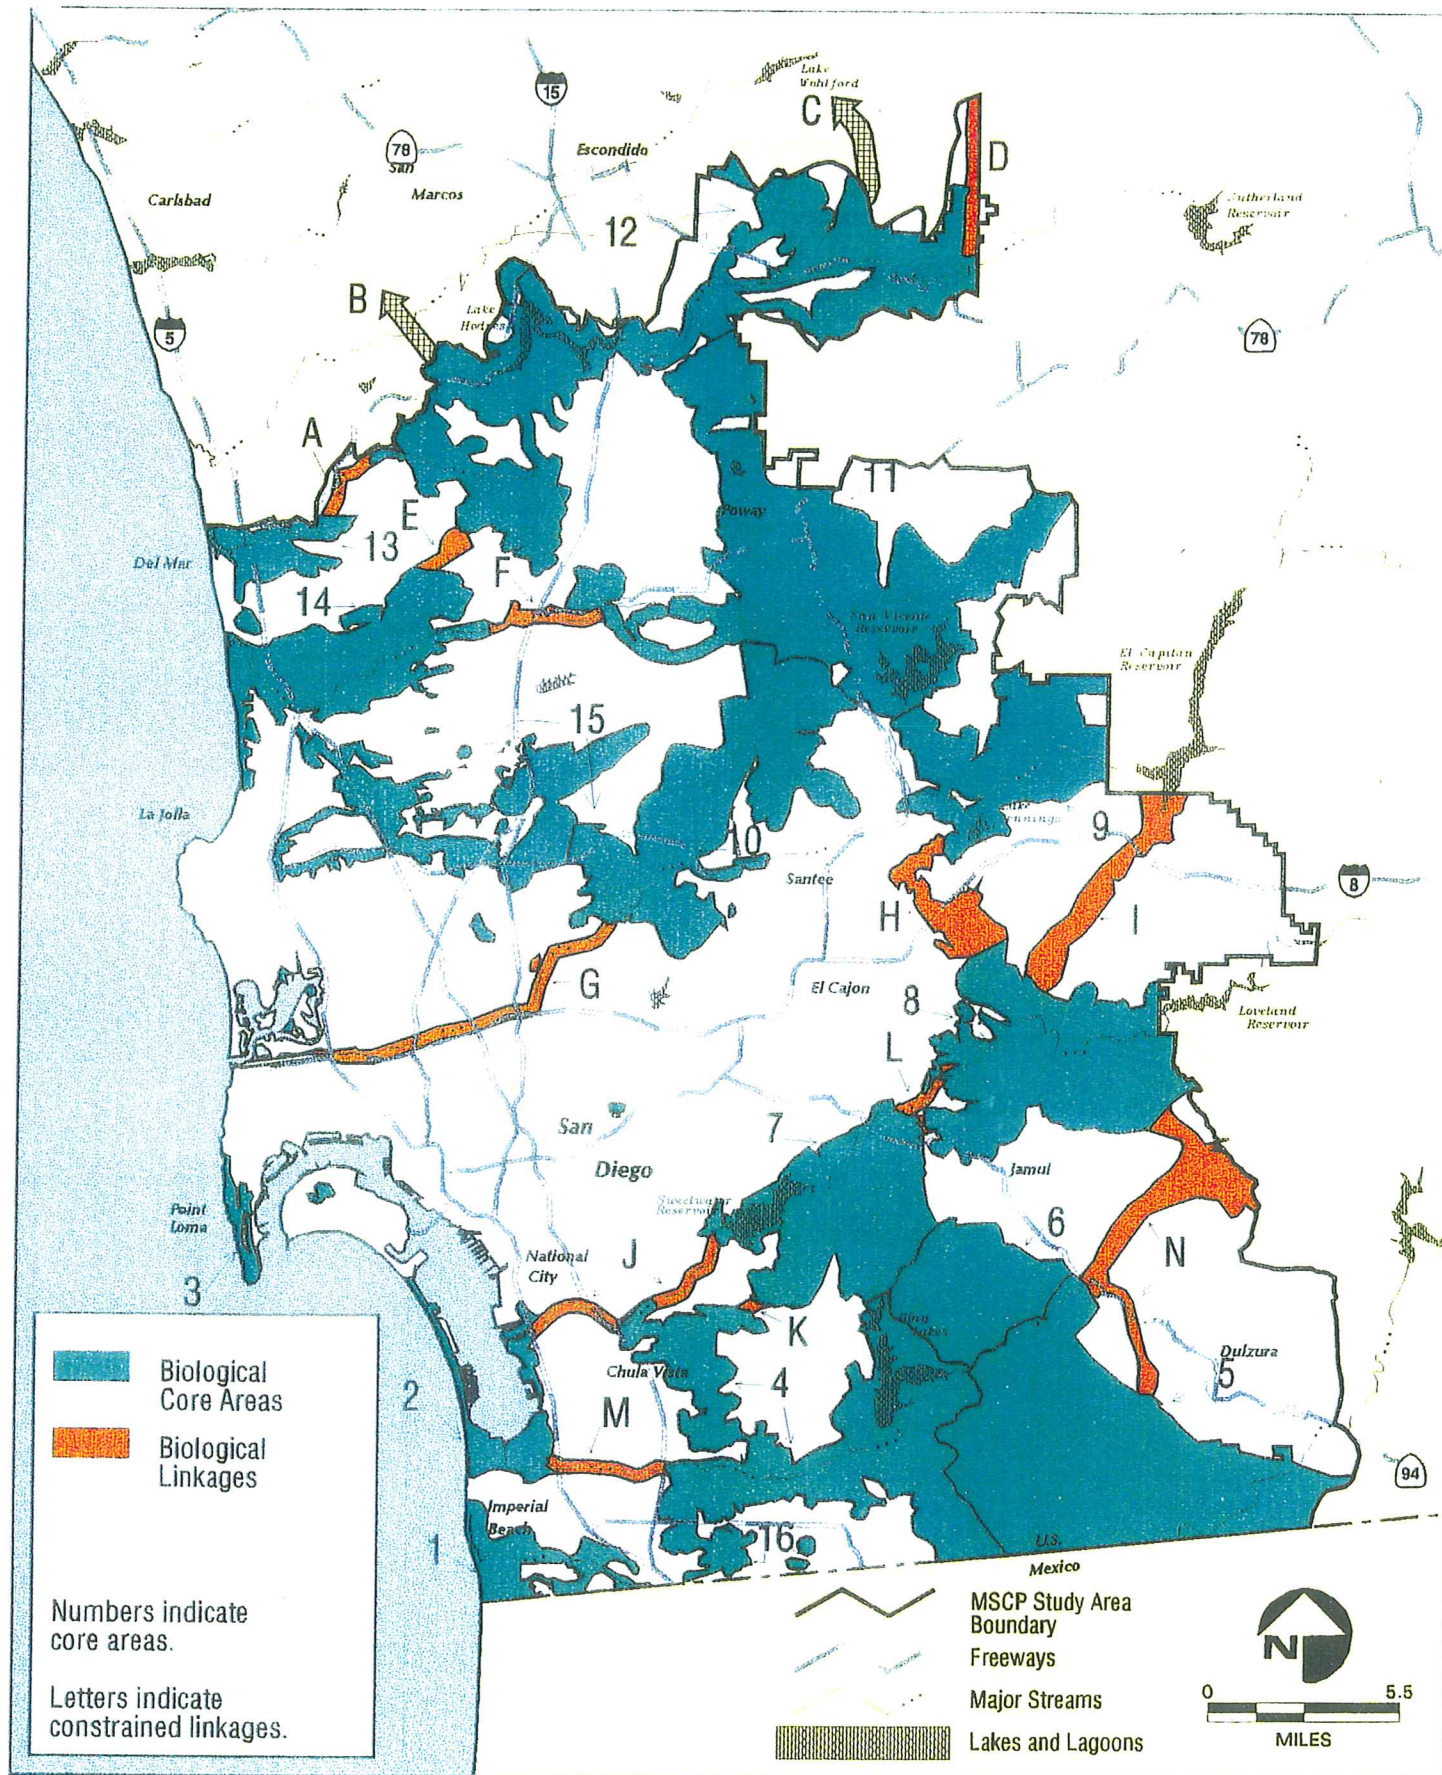 Lake
Wohlford
C
15
D
78
San
Marcos
Escondido
Carlsbad
Sutherland
Reservoir
12
B
Lake
Hodges
5
78
A
11
E
Poway
13
Del Mar
F
14
San Vicente
Reservoir
El Capitan
Reservoir
15
La Jolla
Lake
Jennings
9
10
Santee
8
H
I
G
El Cajon
8
Loveland
Reservoir
L
San
Diego
7
Jamul
Sweetwater
Reservoir
Point
Loma
6
N
National
City
J
3
K
Dulzura
5
Chula Vista
4
2
M
94
Imperial
Beach
1
16
U.S.
Mexico
Biological
Core Areas
Biological
Linkages
Numbers indicate
core areas.
Letters indicate
constrained linkages.
MSCP Study Area
Boundary
Freeways
Major Streams
Lakes and Lagoons
N
0 5.5
MILES